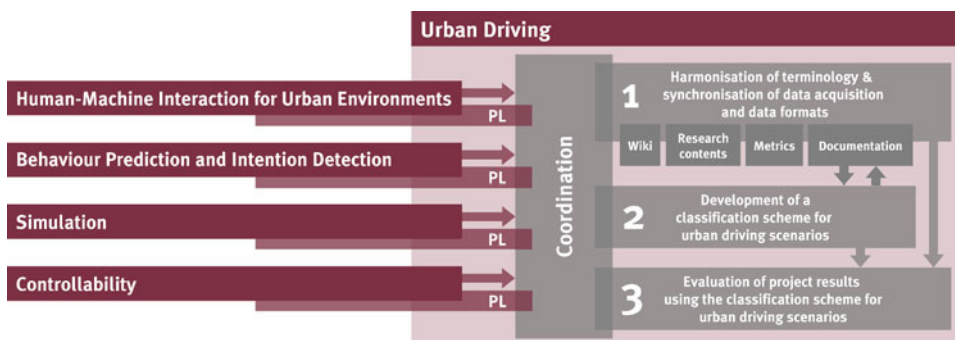 Urban Driving
Human-Machine Interaction for Urban Environments
PL
Behaviour Prediction and Intention Detection
PL
Simulation
PL
Controllability
PL
Coordination
1
Harmonisation of terminology &
synchronisation of data acquisition
and data formats
Wiki
Research
contents
Metrics
Documentation
2
Development of a
classification scheme for
urban driving scenarios
3
Evaluation of project results
using the classification scheme for
urban driving scenarios